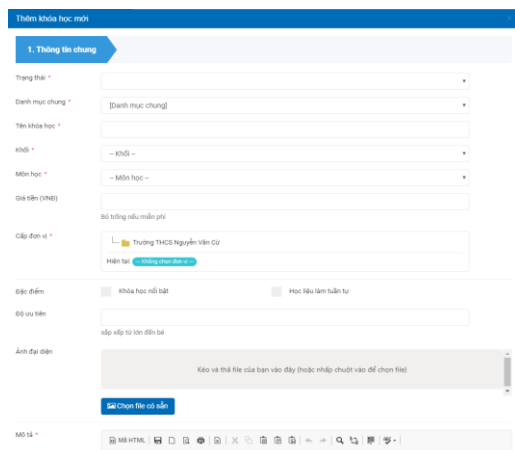 Thêm khóa học mới
1. Thông tin chung
Trạng thái *
Danh mục chung * [Danh mục chung]
Tên khóa học *
Khối * -- Khối --
Môn học * -- Môn học --
Giá tiền (VNĐ)
Bỏ trống nếu miễn phí
Cấp đơn vị * Trường THCS Nguyễn Văn Cừ
Hiện tại: -- Không chọn đơn vị --
Đặc điểm Khóa học nổi bật Học liệu làm tuần tự
Độ ưu tiên
sắp xếp từ lớn đến bé
Ảnh đại diện
Kéo và thả file của bạn vào đây (hoặc nhấp chuột vào để chọn file)
Chọn file có sẵn
Mô tả * Mã HTML